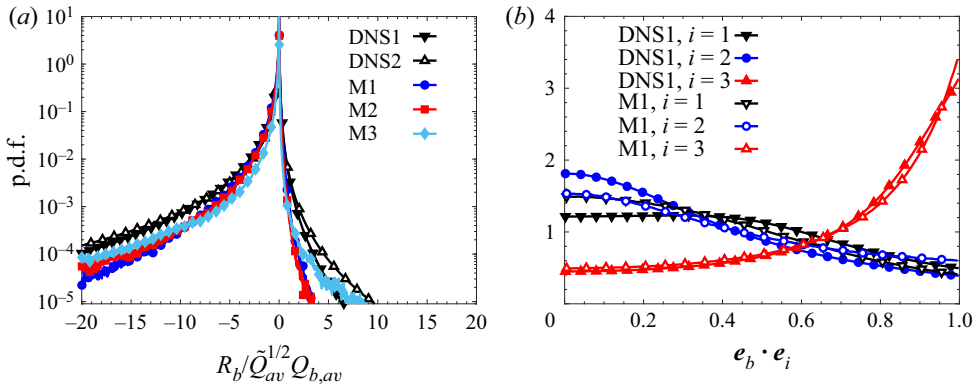 (a)
p.d.f.
10^1
10^0
10^{-1}
10^{-2}
10^{-3}
10^{-4}
10^{-5}
DNS1
DNS2
M1
M2
M3
−20 −15 −10 −5 0 5 10 15 20
R_b/Q̃_{av}^{1/2} Q_{b,av}
(b)
4
3
2
1
DNS1, i = 1
DNS1, i = 2
DNS1, i = 3
M1, i = 1
M1, i = 2
M1, i = 3
0 0.2 0.4 0.6 0.8 1.0
e_b · e_i